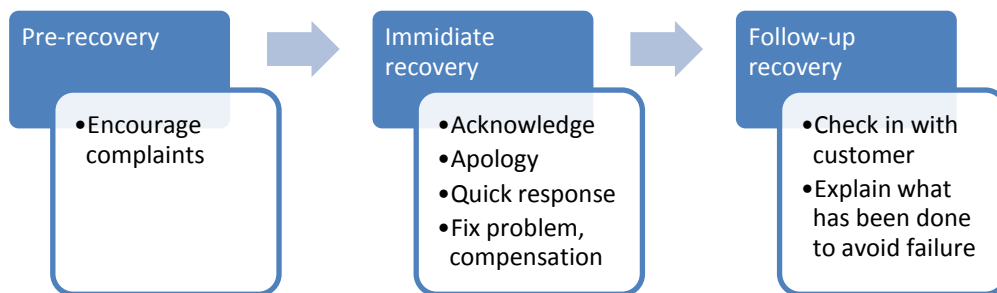 Pre-recovery
•Encourage
complaints
Immidiate
recovery
•Acknowledge
•Apology
•Quick response
•Fix problem,
compensation
Follow-up
recovery
•Check in with
customer
•Explain what
has been done
to avoid failure